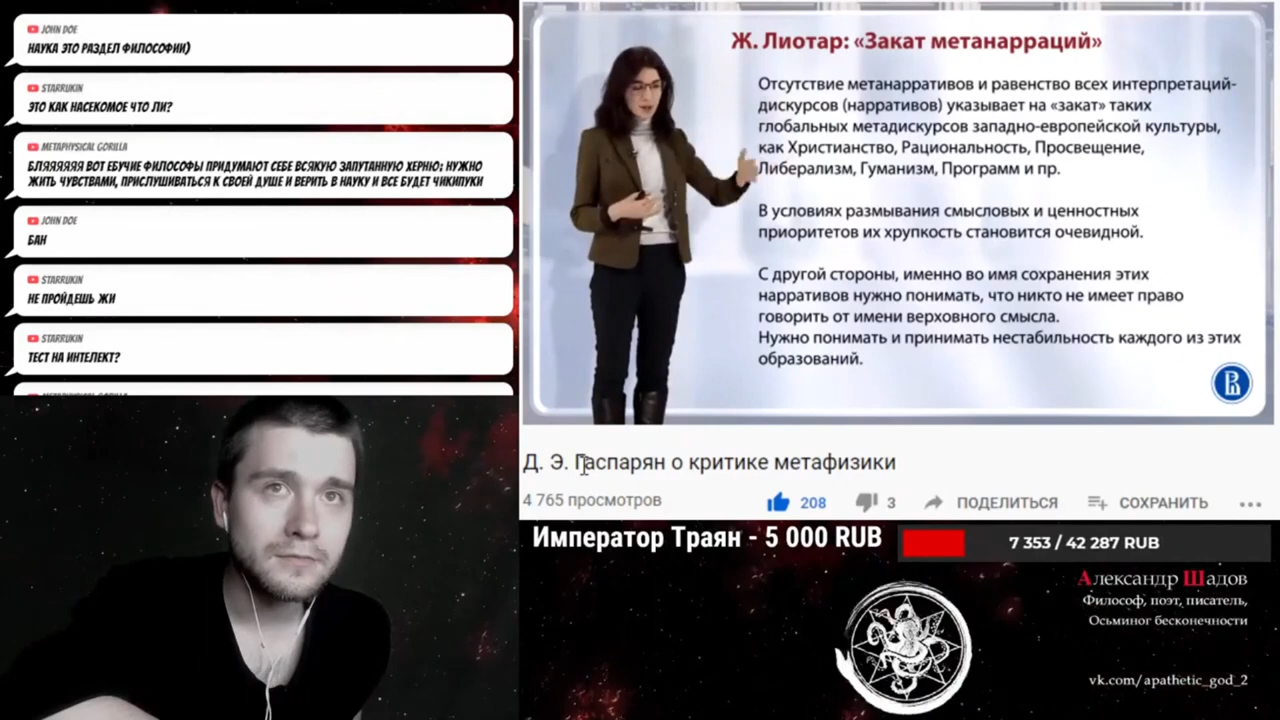 JOHN DOE
НАУКА ЭТО РАЗДЕЛ ФИЛОСОФИИ)
STARRUKIN
ЭТО КАК НАСЕКОМОЕ ЧТО ЛИ?
METAPHYSICAL GORILLA
БЛЯЯЯЯЯЯ ВОТ ЕБУЧИЕ ФИЛОСОФЫ ПРИДУМАЮТ СЕБЕ ВСЯКУЮ ЗАПУТАННУЮ ХЕРНЮ; НУЖНО
ЖИТЬ ЧУВСТВАМИ, ПРИСЛУШИВАТЬСЯ К СВОЕЙ ДУШЕ И ВЕРИТЬ В НАУКУ И ВСЕ БУДЕТ ЧИКИПУКИ
JOHN DOE
БАН
STARRUKIN
НЕ ПРОЙДЕШЬ ЖИ
STARRUKIN
ТЕСТ НА ИНТЕЛЕКТ?
Ж. Лиотар: «Закат метанарраций»
Отсутствие метанарративов и равенство всех интерпретаций-
дискурсов (нарративов) указывает на «закат» таких
глобальных метадискурсов западно-европейской культуры,
как Христианство, Рациональность, Просвещение,
Либерализм, Гуманизм, Программ и пр.
В условиях размывания смысловых и ценностных
приоритетов их хрупкость становится очевидной.
С другой стороны, именно во имя сохранения этих
нарративов нужно понимать, что никто не имеет право
говорить от имени верховного смысла.
Нужно понимать и принимать нестабильность каждого из этих
образований.
Д. Э. Гаспарян о критике метафизики
4 765 просмотров
208
3
ПОДЕЛИТЬСЯ
СОХРАНИТЬ
Император Траян - 5 000 RUB
7 353 / 42 287 RUB
Александр Шадов
Философ, поэт, писатель,
Осьминог бесконечности
vk.com/apathetic_god_2